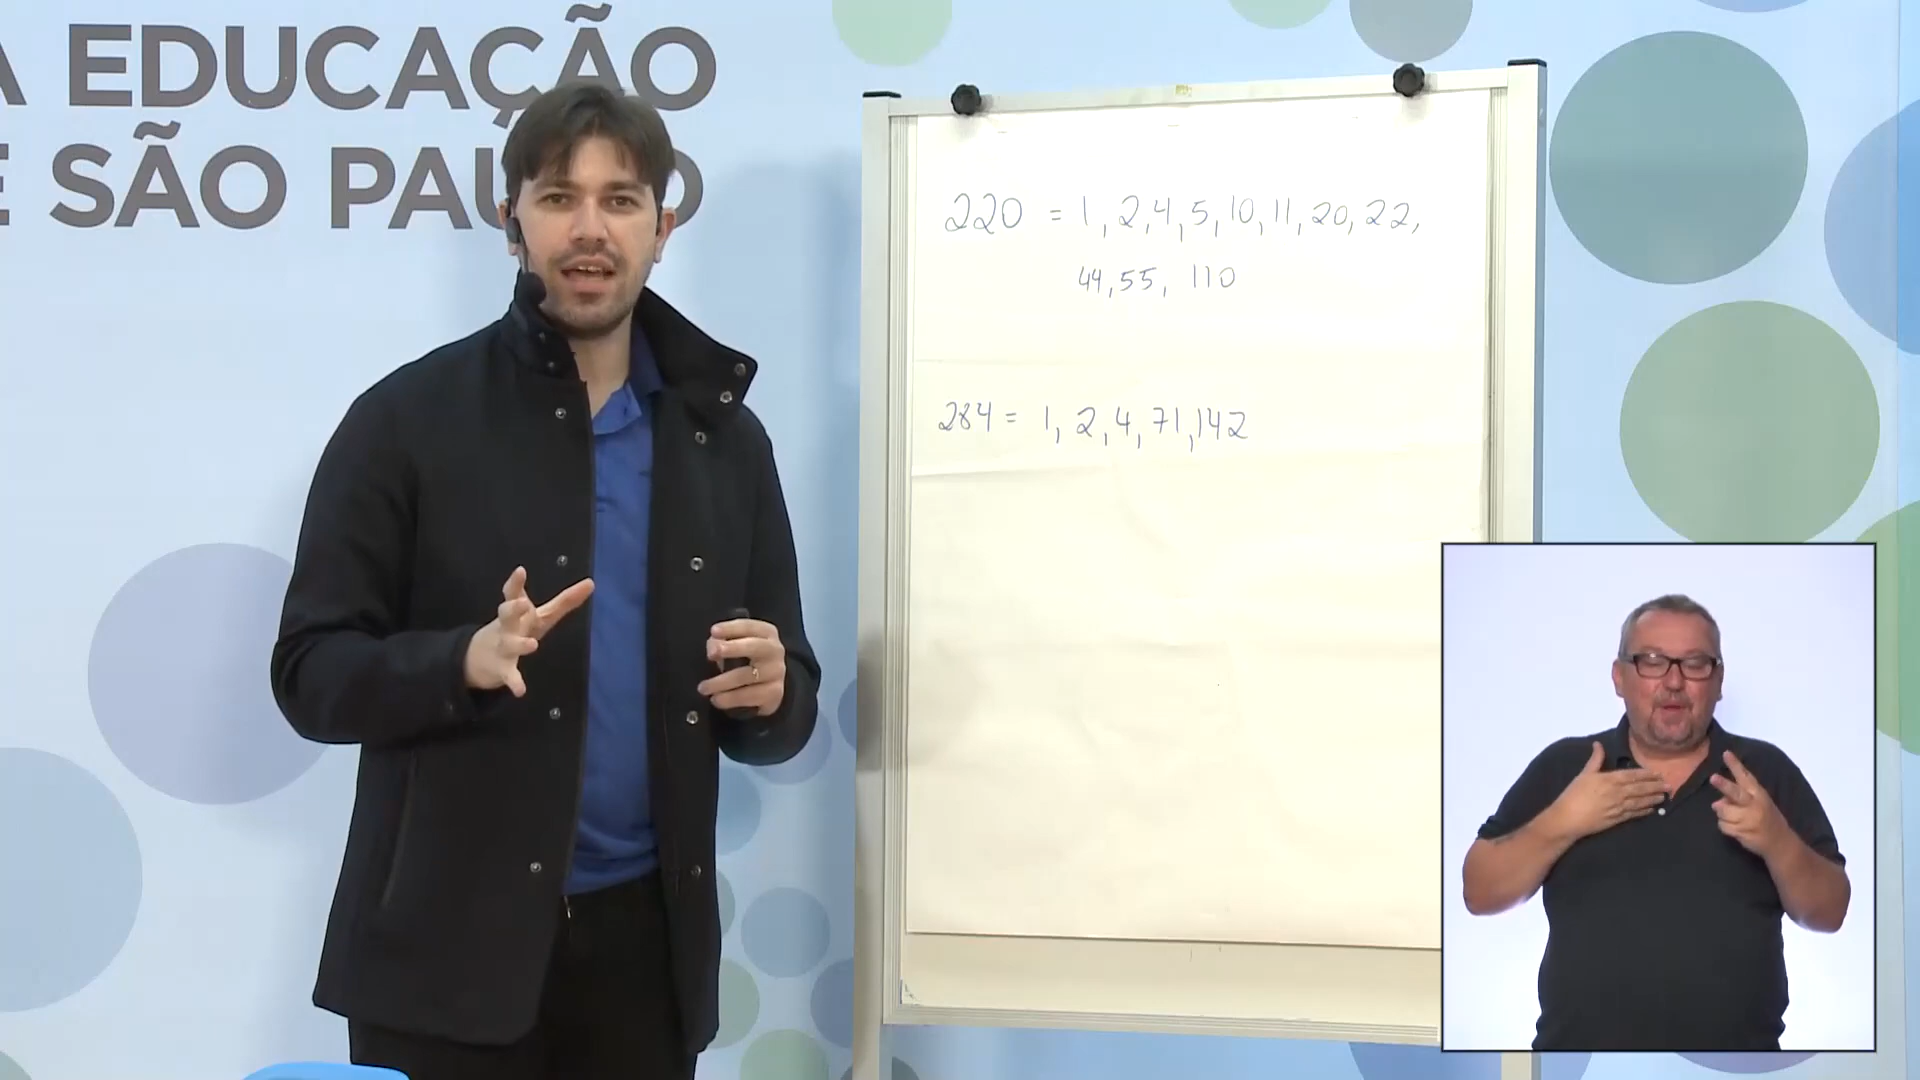 A EDUCAÇÃO
E SÃO PAULO
220 = 1, 2, 4, 5, 10, 11, 20, 22,
44, 55, 110
284 = 1, 2, 4, 71, 142